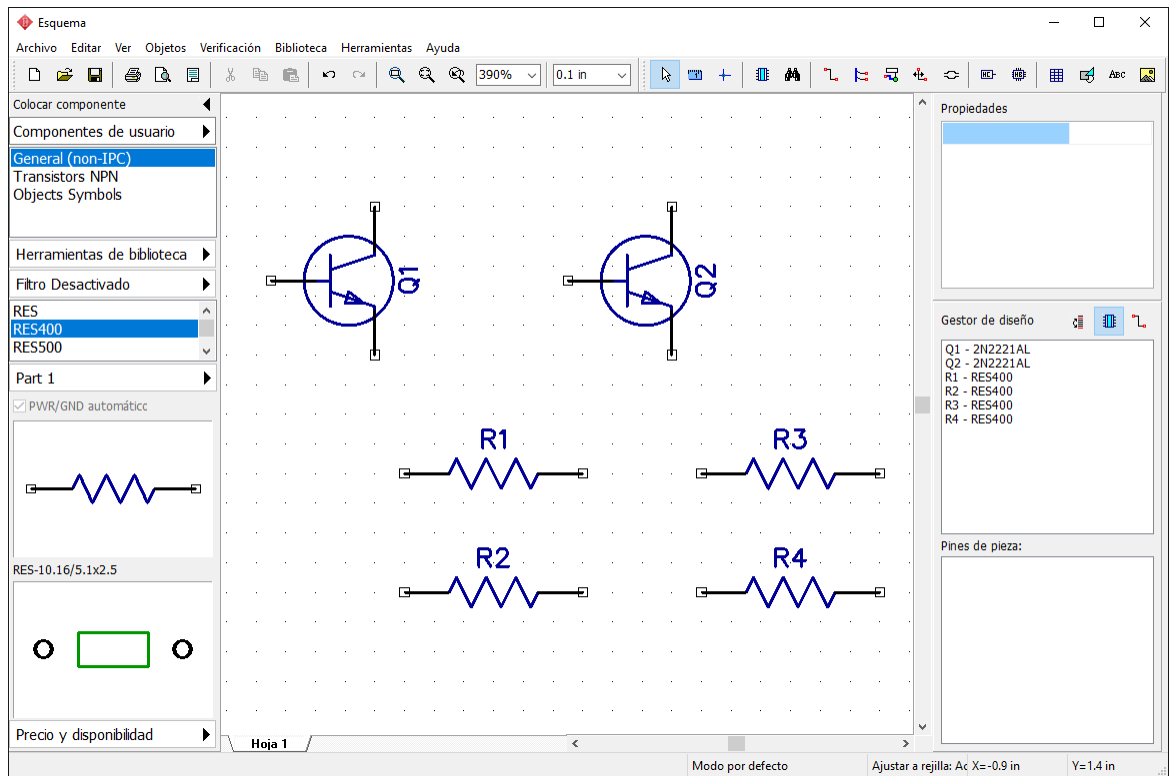 Esquema
Archivo Editar Ver Objetos Verificación Biblioteca Herramientas Ayuda
390% 0.1 in ABC
Colocar componente
Componentes de usuario
General (non-IPC)
Transistors NPN
Objects Symbols
Herramientas de biblioteca
Filtro Desactivado
RES
RES400
RES500
Part 1
PWR/GND automáticc
RES-10.16/5.1x2.5
Precio y disponibilidad
Q1
Q2
R1
R3
R2
R4
Hoja 1
Propiedades
Gestor de diseño
Q1 - 2N2221AL
Q2 - 2N2221AL
R1 - RES400
R2 - RES400
R3 - RES400
R4 - RES400
Pines de pieza:
Modo por defecto
Ajustar a rejilla: Ac
X=-0.9 in
Y=1.4 in